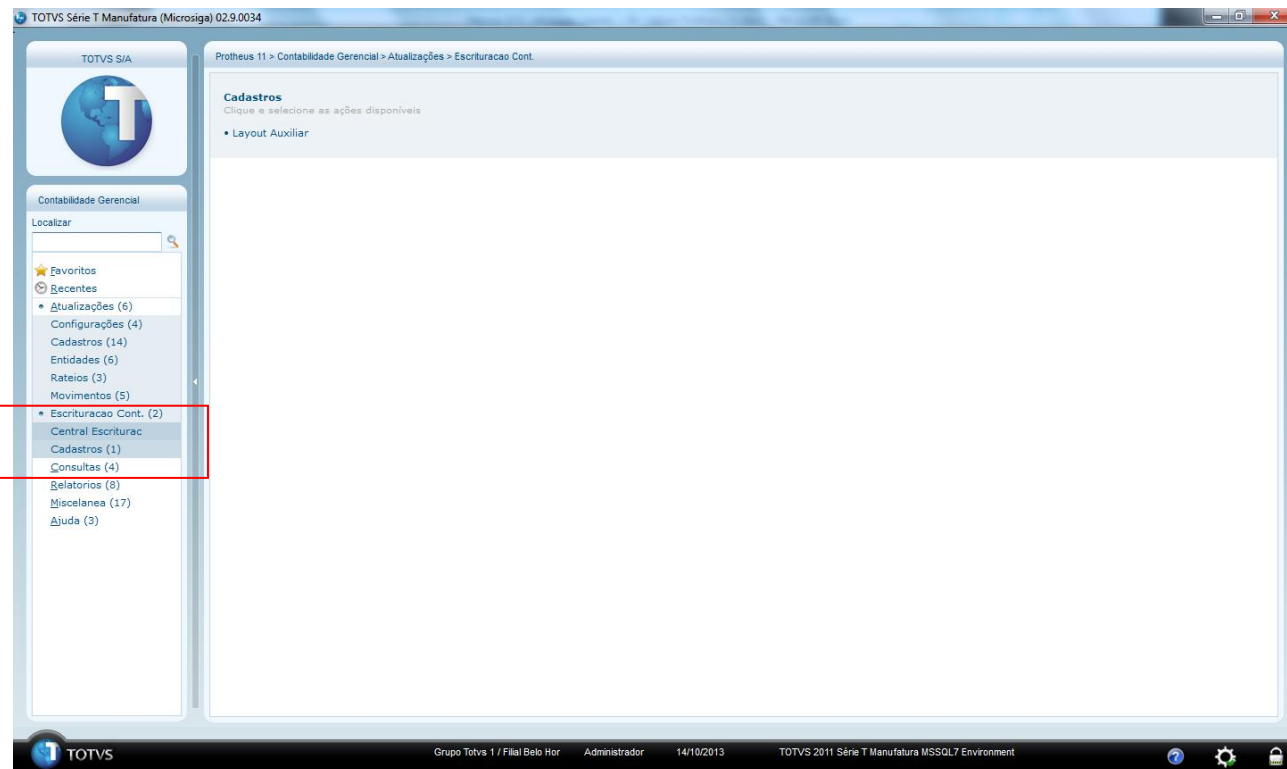 TOTVS Série T Manufatura (Microsiga) 02.9.0034
TOTVS S/A
Protheus 11 > Contabilidade Gerencial > Atualizações > Escrituracao Cont.
Cadastros
Clique e selecione as ações disponíveis
• Layout Auxiliar
Contabilidade Gerencial
Localizar
Favoritos
Recentes
Atualizações (6)
Configurações (4)
Cadastros (14)
Entidades (6)
Rateios (3)
Movimentos (5)
Escrituracao Cont. (2)
Central Escriturac
Cadastros (1)
Consultas (4)
Relatorios (8)
Miscelanea (17)
Ajuda (3)
TOTVS Grupo Totvs 1 / Filial Belo Hor Administrador 14/10/2013 TOTVS 2011 Série T Manufatura MSSQL7 Environment